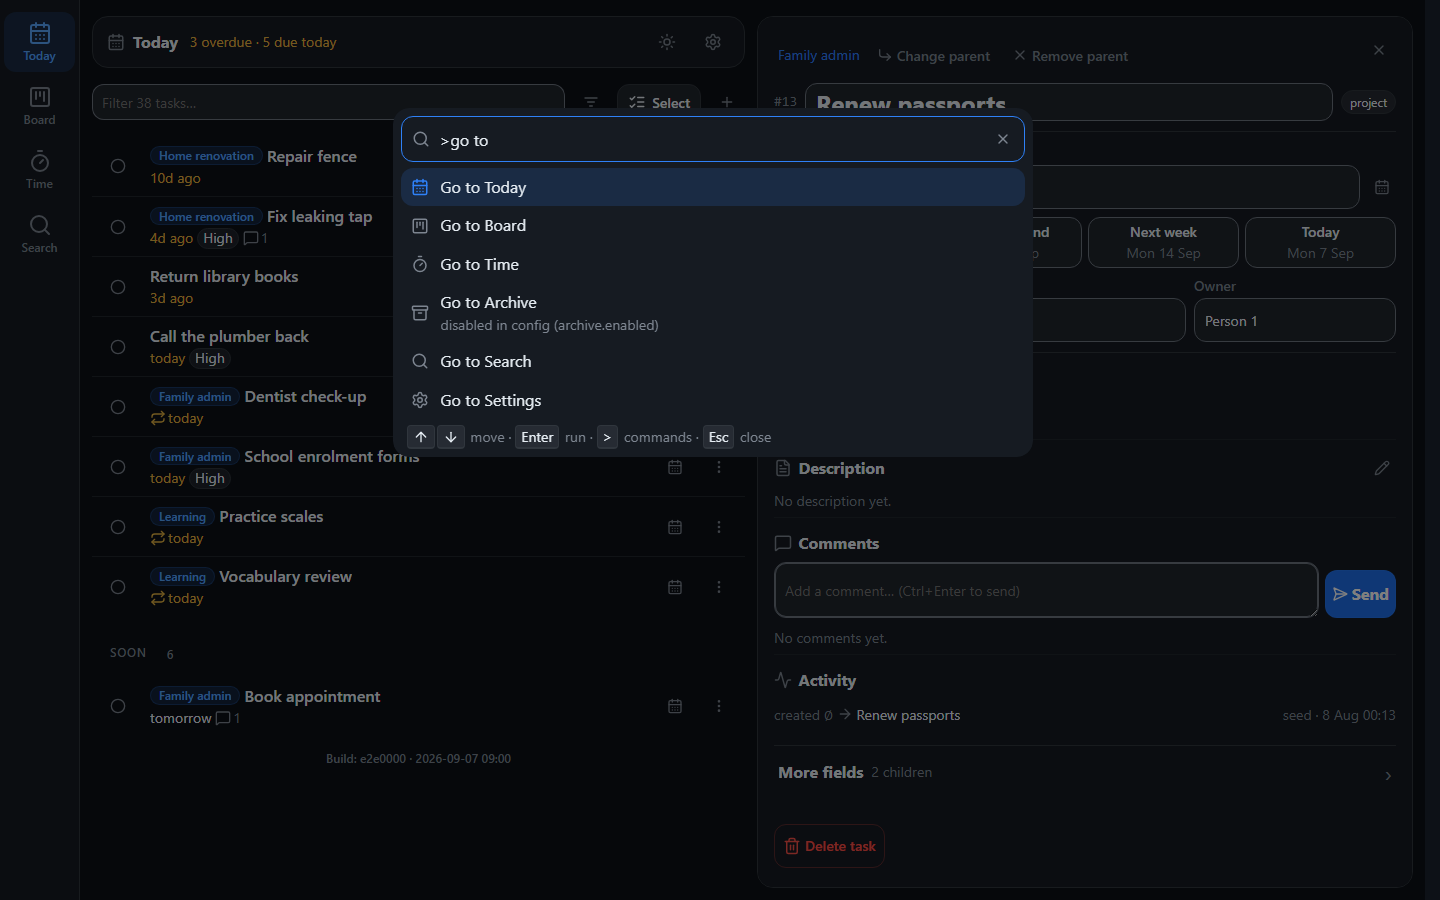 Today
Board
Time
Search
Today 3 overdue · 5 due today
Filter 38 tasks...
Select
Home renovation Repair fence
10d ago
Home renovation Fix leaking tap
4d ago High 1
Return library books
3d ago
Call the plumber back
today High
Family admin Dentist check-up
today
Family admin School enrolment forms
today High
Learning Practice scales
today
Learning Vocabulary review
today
SOON 6
Family admin Book appointment
tomorrow 1
Build: e2e0000 · 2026-09-07 09:00
>go to
Go to Today
Go to Board
Go to Time
Go to Archive
disabled in config (archive.enabled)
Go to Search
Go to Settings
↑ ↓ move · Enter run · > commands · Esc close
Family admin Change parent Remove parent
#13 Renew passports project
Next week
Mon 14 Sep
Today
Mon 7 Sep
Owner
Person 1
Description
No description yet.
Comments
Add a comment... (Ctrl+Enter to send)
Send
No comments yet.
Activity
created ∅ → Renew passports seed · 8 Aug 00:13
More fields 2 children
Delete task